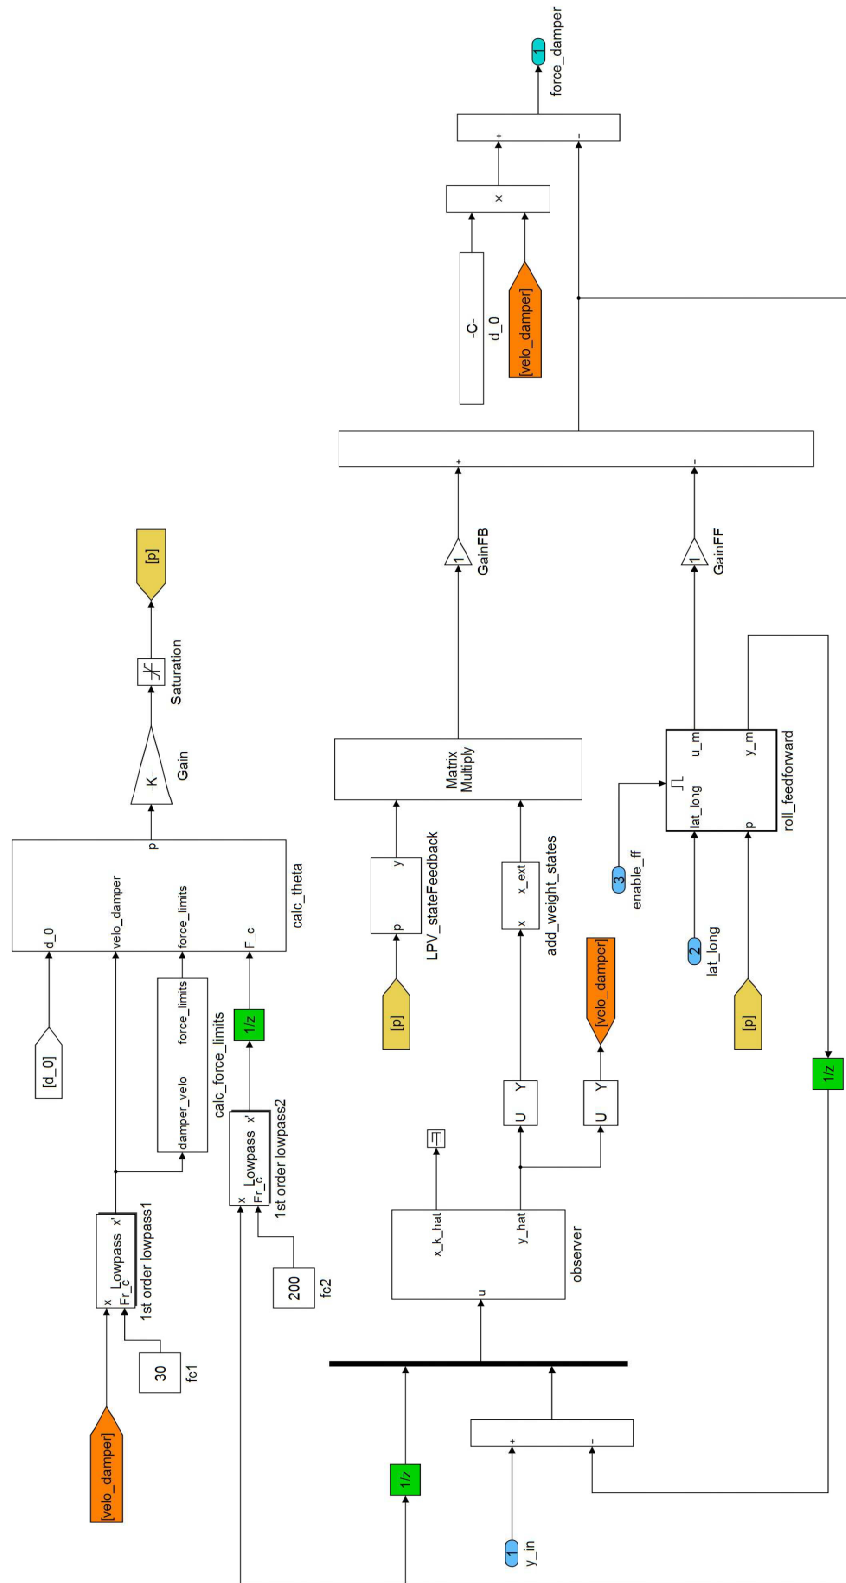 [velo_damper]
30
fc1
x
Lowpass
x'
Fr_c
1st order lowpass1
damper_velo
force_limits
calc_force_limits
200
fc2
x
Lowpass
x'
Fr_c
1st order lowpass2
1/z
[d_0]
d_0
velo_damper
force_limits
F_c
p
calc_theta
K
Gain
Saturation
[p]
1/z
1
y_in
+
-
u
x_k_hat
y_hat
observer
U
Y
U
Y
[velo_damper]
[p]
p
y
LPV_stateFeedback
x
x_ext
add_weight_states
Matrix
Multiply
1
GainFB
3
enable_ff
2
lat_long
[p]
lat_long
p
u_m
y_m
roll_feedforward
1/z
1
GainFF
+
-
-C-
d_0
[velo_damper]
x
+
-
1
force_damper